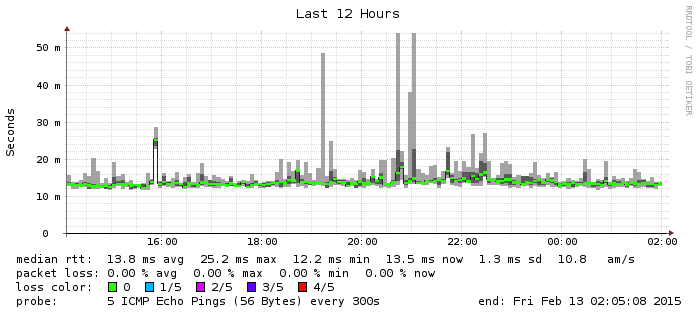 Last 12 Hours
RRDTOOL / TOBI OETIKER
Seconds
50 m
40 m
30 m
20 m
10 m
0
16:00 18:00 20:00 22:00 00:00 02:00
median rtt: 13.8 ms avg 25.2 ms max 12.2 ms min 13.5 ms now 1.3 ms sd 10.8 am/s
packet loss: 0.00 % avg 0.00 % max 0.00 % min 0.00 % now
loss color: 0 1/5 2/5 3/5 4/5
probe: 5 ICMP Echo Pings (56 Bytes) every 300s end: Fri Feb 13 02:05:08 2015